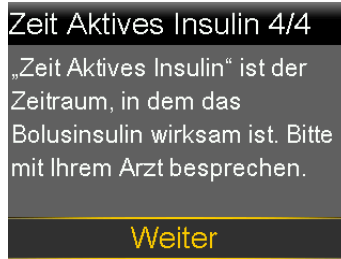 Zeit Aktives Insulin 4/4
„Zeit Aktives Insulin“ ist der
Zeitraum, in dem das
Bolusinsulin wirksam ist. Bitte
mit Ihrem Arzt besprechen.
Weiter